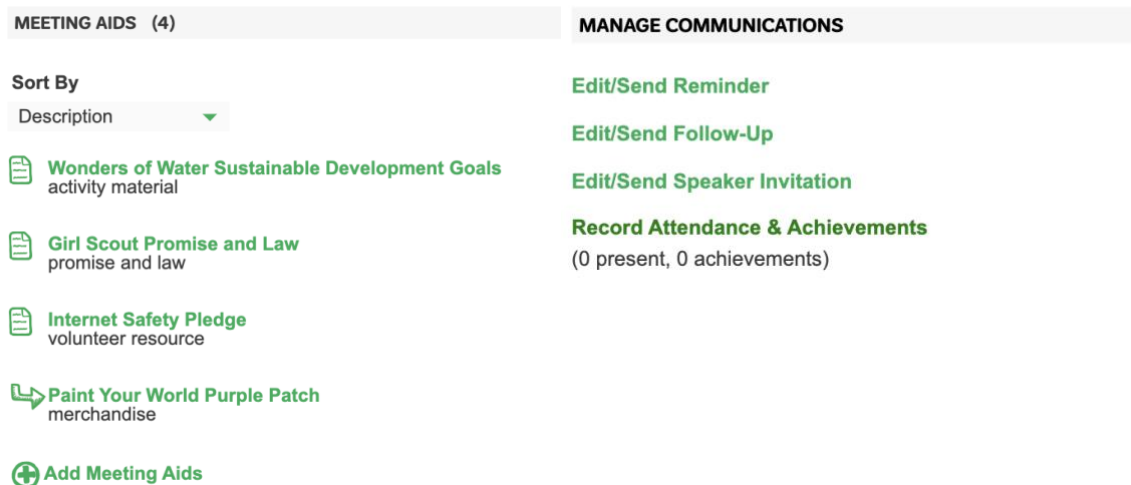 MEETING AIDS (4)
Sort By
Description
Wonders of Water Sustainable Development Goals
activity material
Girl Scout Promise and Law
promise and law
Internet Safety Pledge
volunteer resource
Paint Your World Purple Patch
merchandise
Add Meeting Aids
MANAGE COMMUNICATIONS
Edit/Send Reminder
Edit/Send Follow-Up
Edit/Send Speaker Invitation
Record Attendance & Achievements
(0 present, 0 achievements)